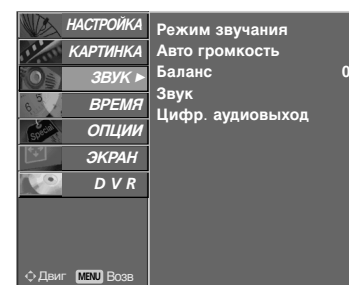 НАСТРОЙКА
КАРТИНКА
ЗВУК ►
ВРЕМЯ
ОПЦИИ
ЭКРАН
D V R
Режим звучания
Авто громкость
Баланс 0
Звук
Цифр. аудиовыход
Двиг MENU Возв